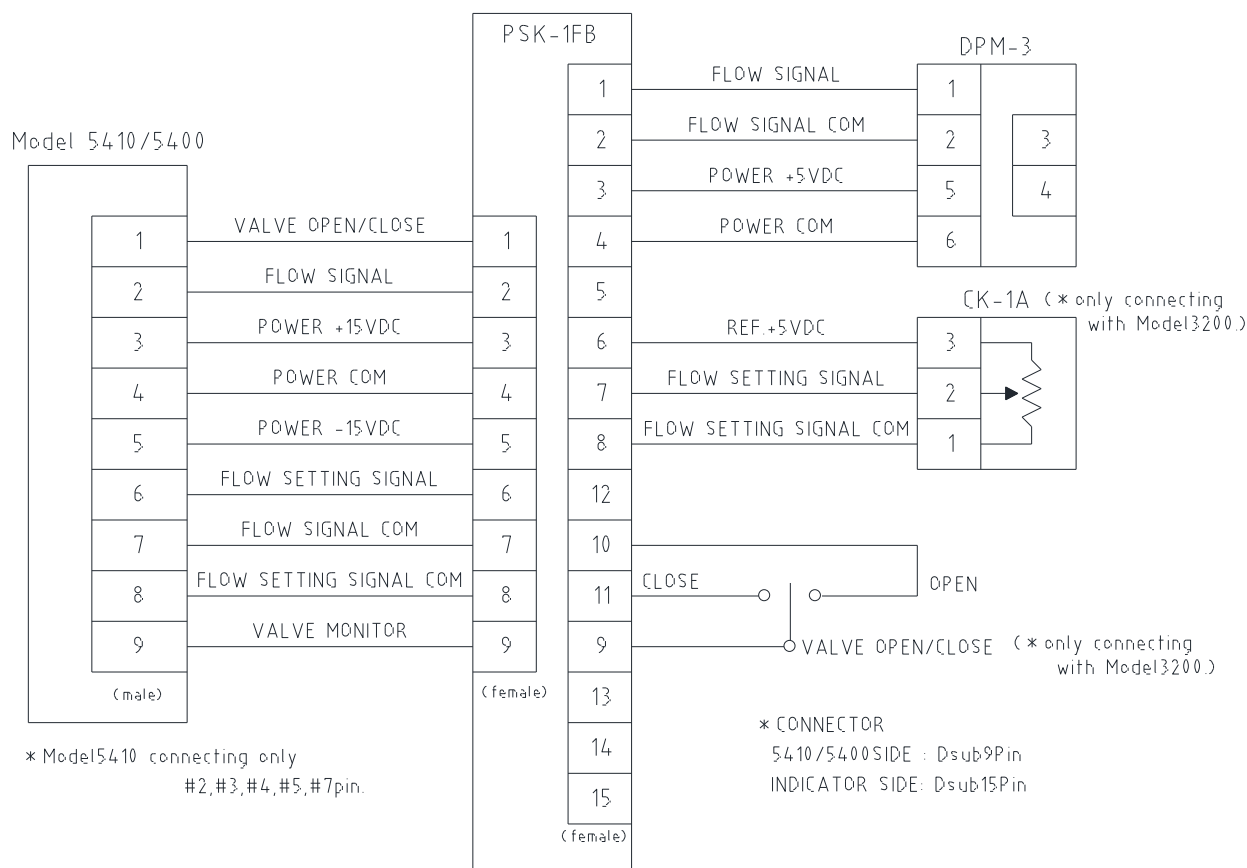 PSK-1FB
DPM-3
Model 5410/5400
1
2
3
4
5
6
7
8
9
(male)
VALVE OPEN/CLOSE
FLOW SIGNAL
POWER +15VDC
POWER COM
POWER -15VDC
FLOW SETTING SIGNAL
FLOW SIGNAL COM
FLOW SETTING SIGNAL COM
VALVE MONITOR
1
2
3
4
5
6
7
8
9
(female)
1
2
3
4
5
6
7
8
12
10
11
9
13
14
15
(female)
FLOW SIGNAL
FLOW SIGNAL COM
POWER +5VDC
POWER COM
1
2
5
6
3
4
CK-1A (* only connecting
with Model3200.)
REF.+5VDC
FLOW SETTING SIGNAL
FLOW SETTING SIGNAL COM
3
2
1
CLOSE
OPEN
VALVE OPEN/CLOSE (* only connecting
with Model3200.)
* CONNECTOR
5410/5400SIDE : Dsub9Pin
INDICATOR SIDE: Dsub15Pin
* Model5410 connecting only
#2,#3,#4,#5,#7pin.